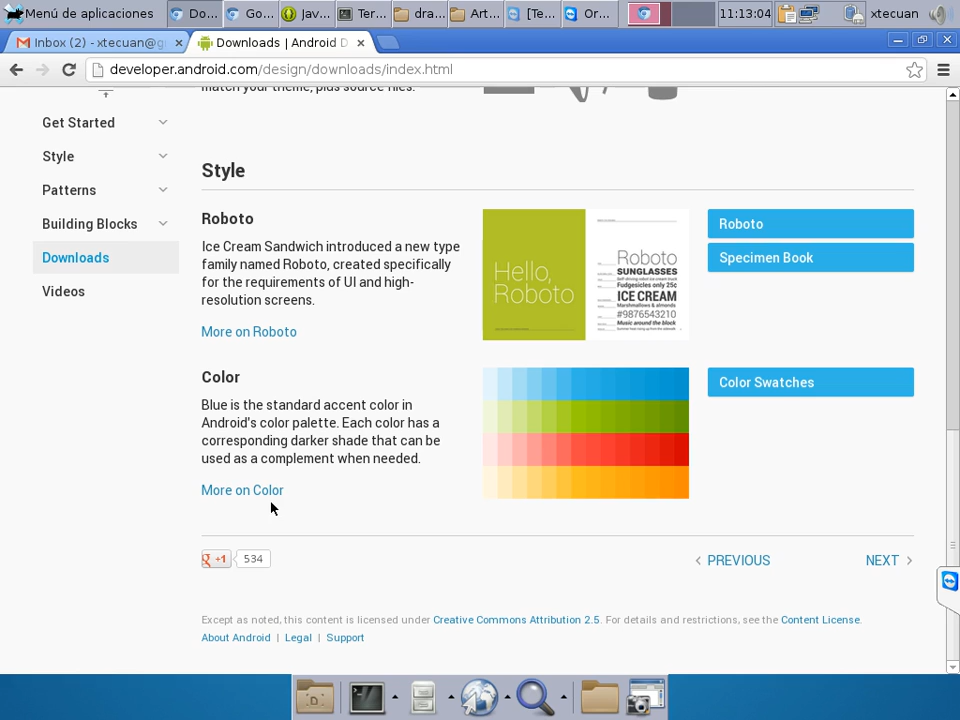 Menú de aplicaciones
Do...
Go...
Jav...
Ter...
dra...
Art...
[Te...
Or...
11:13:04
xtecuan
Inbox (2) - xtecuan@g
Downloads | Android D
developer.android.com/design/downloads/index.html
match your theme, plus source files.
Get Started
Style
Patterns
Building Blocks
Downloads
Videos
Style
Roboto
Ice Cream Sandwich introduced a new type
family named Roboto, created specifically
for the requirements of UI and high-
resolution screens.
More on Roboto
Hello,
Roboto
Roboto
SUNGLASSES
Self-driving robot ice cream truck
Fudgesicles only 25¢
ICE CREAM
Marshmallows & almonds
#9876543210
Music around the block
Roboto
Specimen Book
Color
Blue is the standard accent color in
Android's color palette. Each color has a
corresponding darker shade that can be
used as a complement when needed.
More on Color
Color Swatches
g +1
534
PREVIOUS
NEXT
Except as noted, this content is licensed under Creative Commons Attribution 2.5. For details and restrictions, see the Content License.
About Android | Legal | Support
D